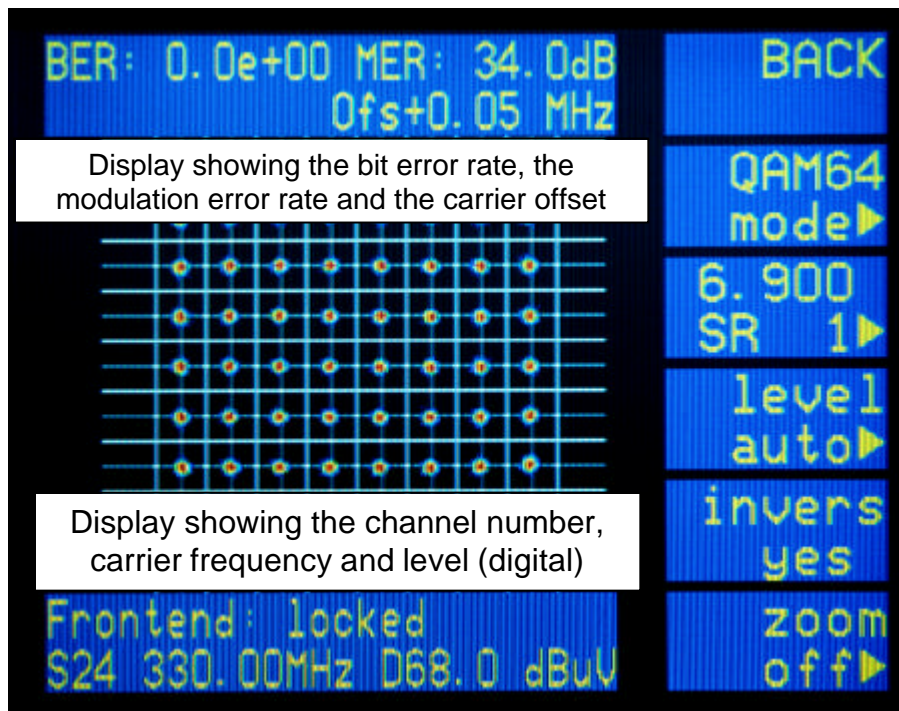 BER: 0.0e+00 MER: 34.0dB
Ofs+0.05 MHz
Display showing the bit error rate, the
modulation error rate and the carrier offset
Display showing the channel number,
carrier frequency and level (digital)
Frontend: locked
S24 330.00MHz D68.0 dBuV
BACK
QAM64
mode▶
6.900
SR 1▶
level
auto▶
invers
yes
zoom
off▶